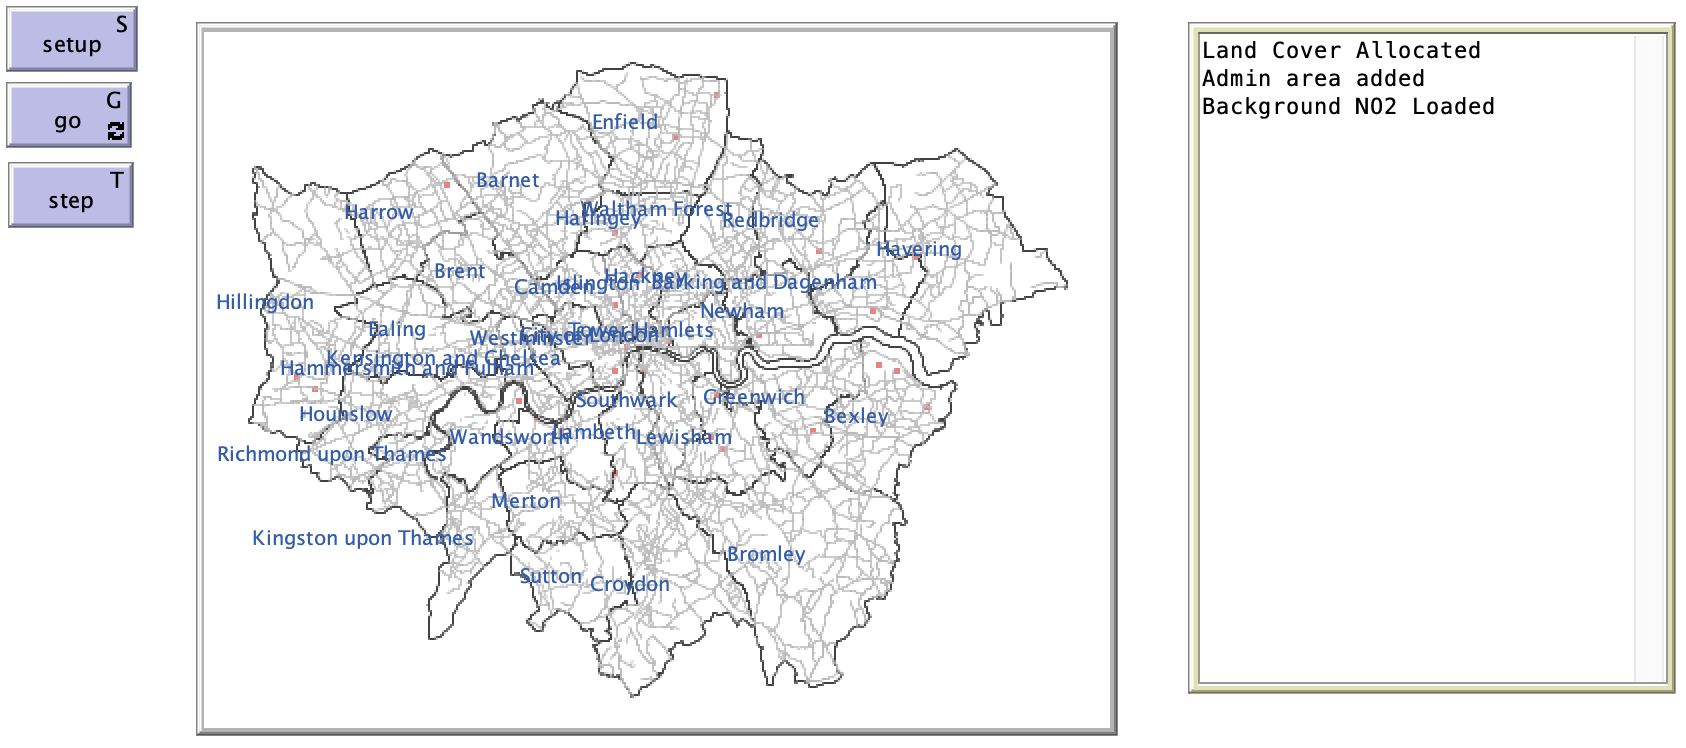 S
setup
G
go
T
step
Enfield
Barnet
Harrow
Waltham Forest
Haringey
Redbridge
Havering
Brent
Hackney
Islington
Camden
Barking and Dagenham
Hillingdon
Newham
Ealing
Tower Hamlets
City of London
Westminster
Kensington and Chelsea
Hammersmith and Fulham
Greenwich
Southwark
Hounslow
Bexley
Lambeth
Wandsworth
Lewisham
Richmond upon Thames
Merton
Kingston upon Thames
Bromley
Sutton
Croydon
Land Cover Allocated
Admin area added
Background NO2 Loaded